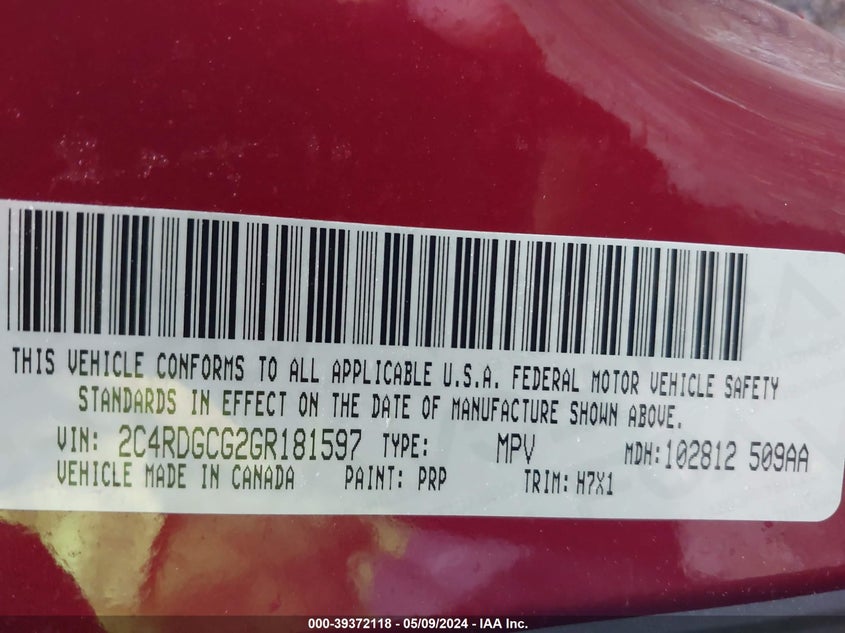 THIS VEHICLE CONFORMS TO ALL APPLICABLE U.S.A. FEDERAL MOTOR VEHICLE SAFETY
STANDARDS IN EFFECT ON THE DATE OF MANUFACTURE SHOWN ABOVE.
VIN: 2C4RDGCG2GR181597 TYPE: MPV MDH: 102812 509AA
VEHICLE MADE IN CANADA PAINT: PRP TRIM: H7X1
000-39372118 - 05/09/2024 - IAA Inc.